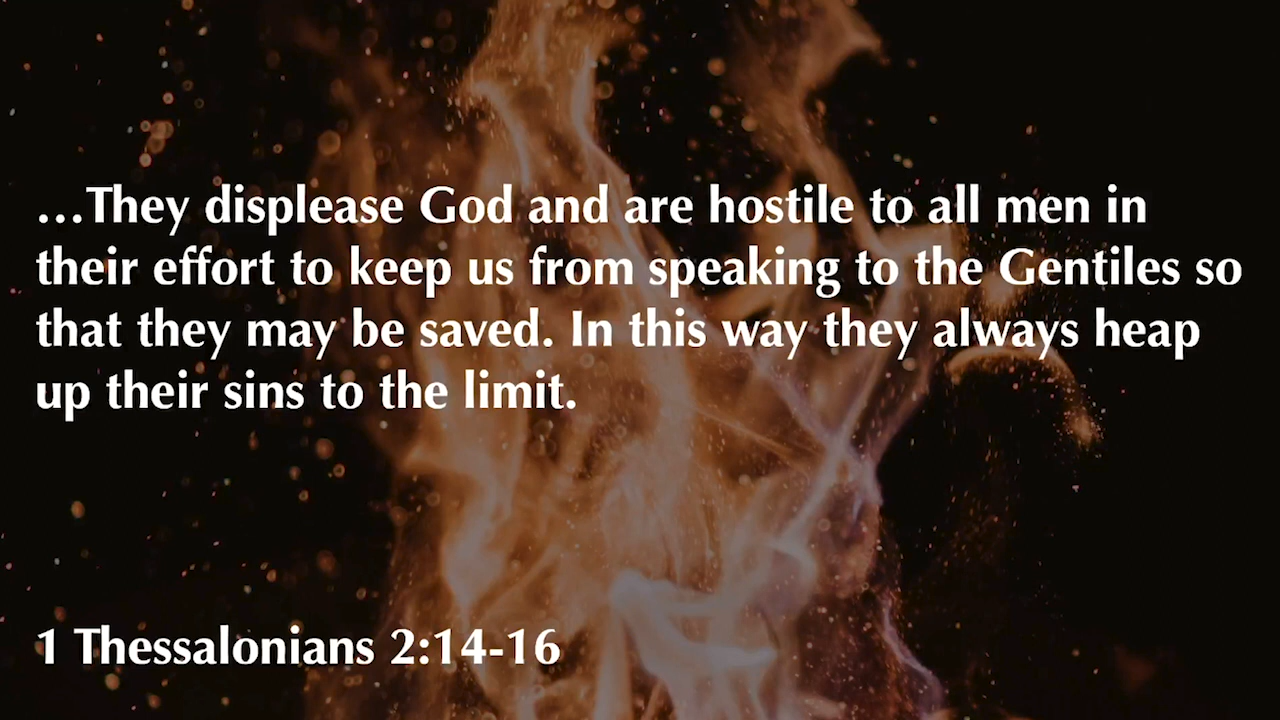 …They displease God and are hostile to all men in
their effort to keep us from speaking to the Gentiles so
that they may be saved. In this way they always heap
up their sins to the limit.
1 Thessalonians 2:14-16